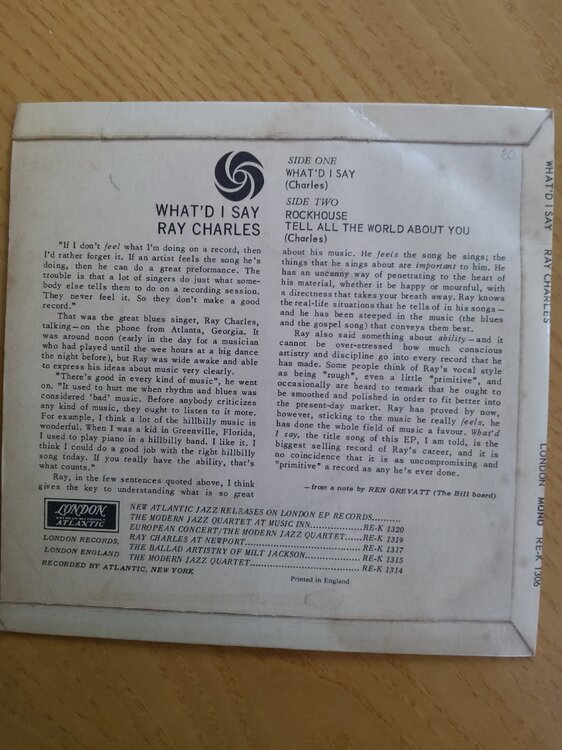 WHAT'D I SAY
RAY CHARLES
SIDE ONE
WHAT'D I SAY
(Charles)
SIDE TWO
ROCKHOUSE
TELL ALL THE WORLD ABOUT YOU
(Charles)
"If I don't feel what I'm doing on a record, then
I'd rather forget it. If an artist feels the song he's
doing, then he can do a great preformance. The
trouble is that a lot of singers do just what some-
body else tells them to do on a recording session.
They never feel it. So they don't make a good
record."
That was the great blues singer, Ray Charles,
talking—on the phone from Atlanta, Georgia. It
was around noon (early in the day for a musician
who had played until the wee hours at a big dance
the night before), but Ray was wide awake and able
to express his ideas about music very clearly.
"There's good in every kind of music", he went
on. "It used to hurt me when rhythm and blues was
considered 'bad' music. Before anybody criticizes
any kind of music, they ought to listen to it more.
For example, I think a lot of the hillbilly music is
wonderful. When I was a kid in Greenville, Florida,
I used to play piano in a hillbilly band. I like it. I
think I could do a good job with the right hillbilly
song today. If you really have the ability, that's
what counts."
Ray, in the few sentences quoted above, I think
gives the key to understanding what is so great
about his music. He feels the song he sings; the
things that he sings about are important to him. He
has an uncanny way of penetrating to the heart of
his material, whether it be happy or mournful, with
a directness that takes your breath away. Ray knows
the real-life situations that he tells of in his songs—
and he has been steeped in the music (the blues
and the gospel song) that conveys them best.
Ray also said something about ability—and it
cannot be over-stressed how much conscious
artistry and discipline go into every record that he
has made. Some people think of Ray's vocal style
as being "rough", even a little "primitive", and
occasionally are heard to remark that he ought to
be smoothed and polished in order to fit better into
the present-day market. Ray has proved by now,
however, sticking to the music he really feels, he
has done the whole field of music a favour. What'd
I say, the title song of this EP, I am told, is the
biggest selling record of Ray's career, and it is
no coincidence that it is as uncompromising and
"primitive" a record as any he's ever done.
—from a note by REN GREVATT (The Bill board)
LONDON
AMERICAN RECORDINGS
ATLANTIC
LONDON RECORDS,
LONDON ENGLAND
RECORDED BY ATLANTIC, NEW YORK
NEW ATLANTIC JAZZ RELEASES ON LONDON EP RECORDS..........
THE MODERN JAZZ QUARTET AT MUSIC INN..............RE-K 1320
EUROPEAN CONCERT/THE MODERN JAZZ QUARTET......RE-K 1319
RAY CHARLES AT NEWPORT..............................RE-K 1317
THE BALLAD ARTISTRY OF MILT JACKSON..............RE-K 1315
THE MODERN JAZZ QUARTET............................RE-K 1314
Printed in England
20
WHAT'D I SAY RAY CHARLES LONDON MONO RE-K 1306